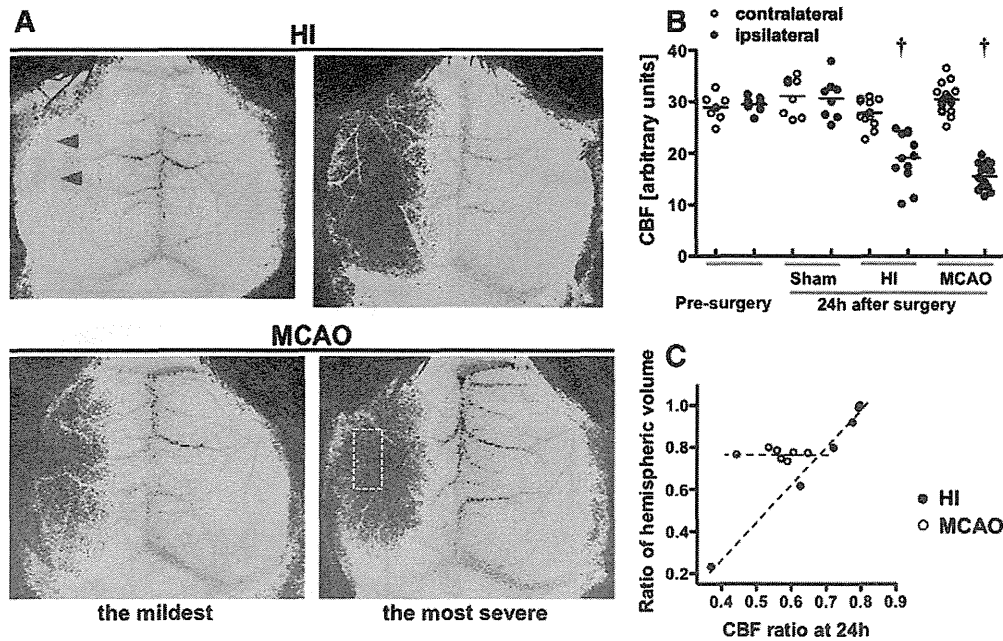 A
HI
MCAO
the mildest
the most severe
B
contralateral
ipsilateral
† †
CBF [arbitrary units]
40
30
20
10
0
Sham HI MCAO
Pre-surgery 24h after surgery
C
Ratio of hemispheric volume
1.0
0.8
0.6
0.4
0.2
0.4 0.5 0.6 0.7 0.8 0.9
CBF ratio at 24h
HI
MCAO